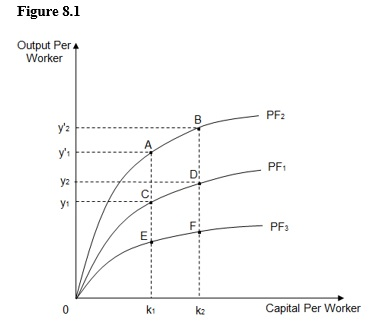 Figure 8.1
Output Per
Worker
y'₂
y'₁
y₂
y₁
A
B
C
D
E
F
PF₂
PF₁
PF₃
0
k₁
k₂
Capital Per Worker